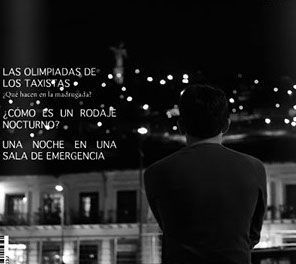 LAS OLIMPIADAS DE
LOS TAXISTAS
¿Qué hacen en la madrugada?
¿CÓMO ES UN RODAJE
NOCTURNO?
UNA NOCHE EN UNA
SALA DE EMERGENCIA